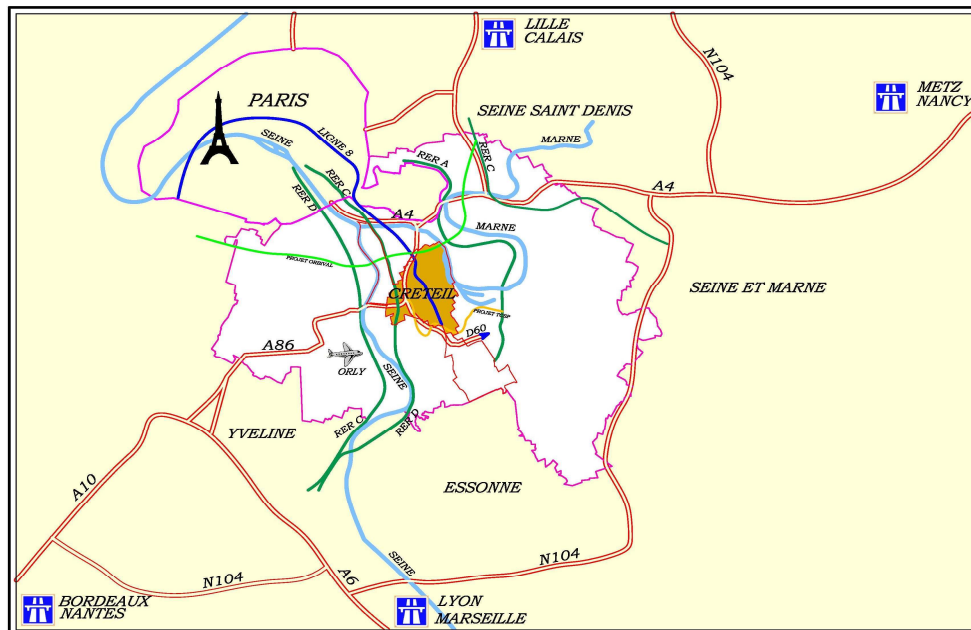 LILLE
CALAIS
N104
METZ
NANCY
PARIS
SEINE SAINT DENIS
SEINE
LIGNE 8
MARNE
RER A
RER C
RER C
RER D
A4
A4
MARNE
PROJET ORBIVAL
CRETEIL
SEINE ET MARNE
PROJET TCSP
D60
A86
ORLY
SEINE
RER C
RER D
YVELINE
A10
ESSONNE
N104
SEINE
N104
A6
BORDEAUX
NANTES
LYON
MARSEILLE